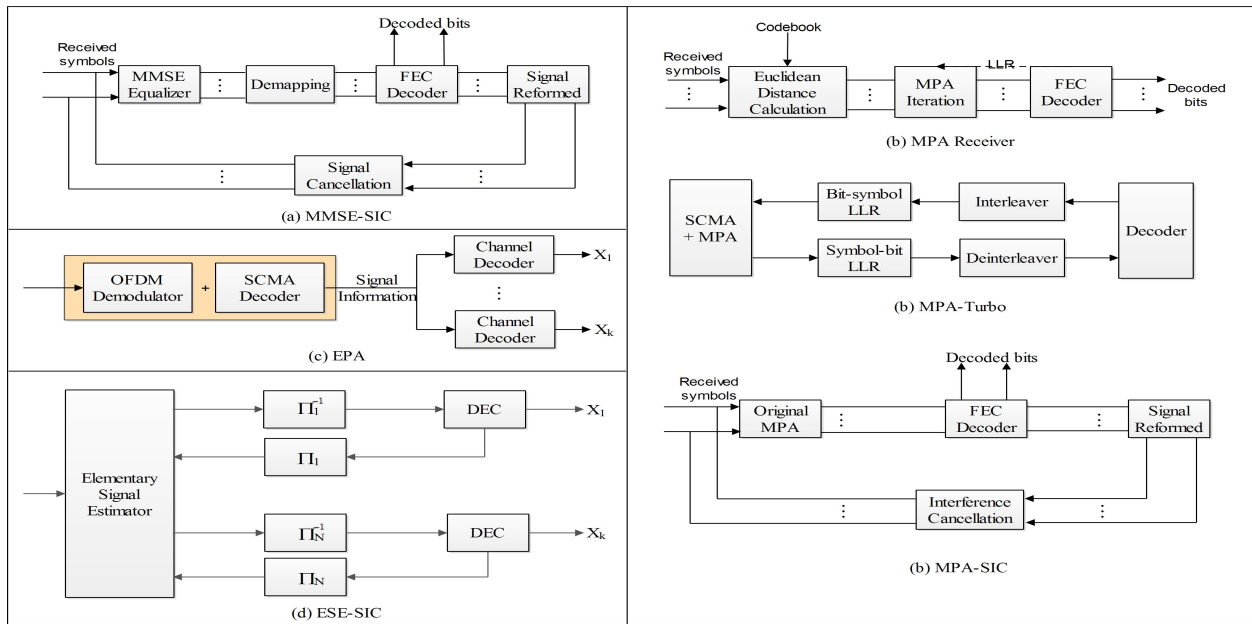 Decoded bits
Received symbols
MMSE Equalizer
Demapping
FEC Decoder
Signal Reformed
Signal Cancellation
(a) MMSE-SIC
OFDM Demodulator
+
SCMA Decoder
Signal Information
Channel Decoder
X1
Channel Decoder
Xk
(c) EPA
Elementary Signal Estimator
Π1^-1
DEC
X1
Π1
ΠN^-1
DEC
Xk
ΠN
(d) ESE-SIC
Codebook
Received symbols
Euclidean Distance Calculation
LLR
MPA Iteration
FEC Decoder
Decoded bits
(b) MPA Receiver
SCMA + MPA
Bit-symbol LLR
Interleaver
Decoder
Symbol-bit LLR
Deinterleaver
(b) MPA-Turbo
Decoded bits
Received symbols
Original MPA
FEC Decoder
Signal Reformed
Interference Cancellation
(b) MPA-SIC